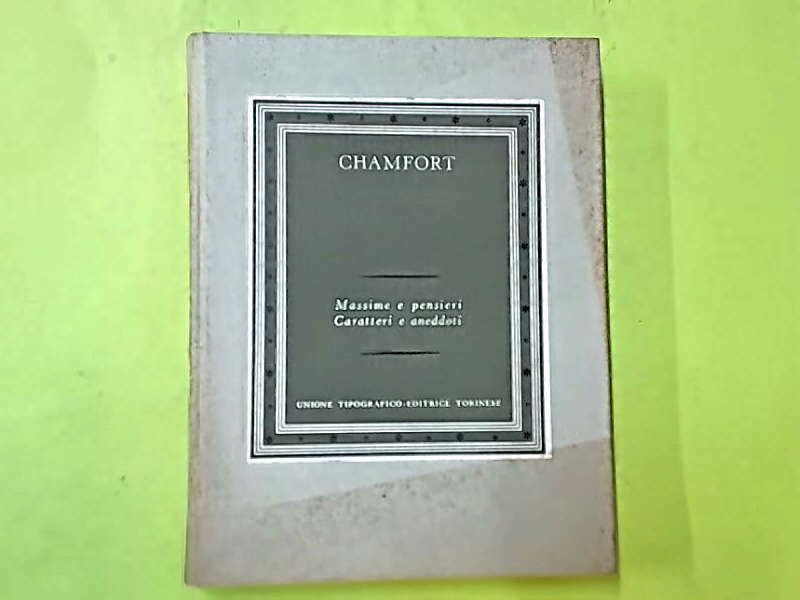 CHAMFORT
Massime e pensieri
Caratteri e aneddoti
UNIONE TIPOGRAFICO-EDITRICE TORINESE